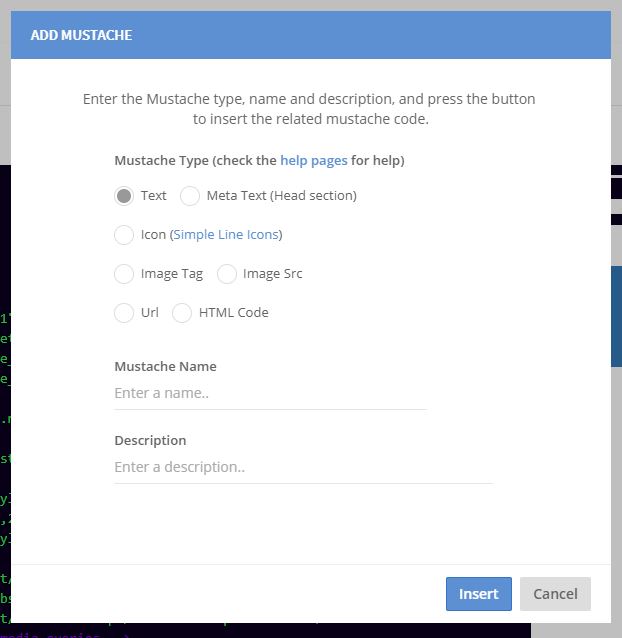 ADD MUSTACHE
Enter the Mustache type, name and description, and press the button
to insert the related mustache code.
Mustache Type (check the help pages for help)
Text Meta Text (Head section)
Icon (Simple Line Icons)
Image Tag Image Src
Url HTML Code
Mustache Name
Enter a name..
Description
Enter a description..
Insert Cancel